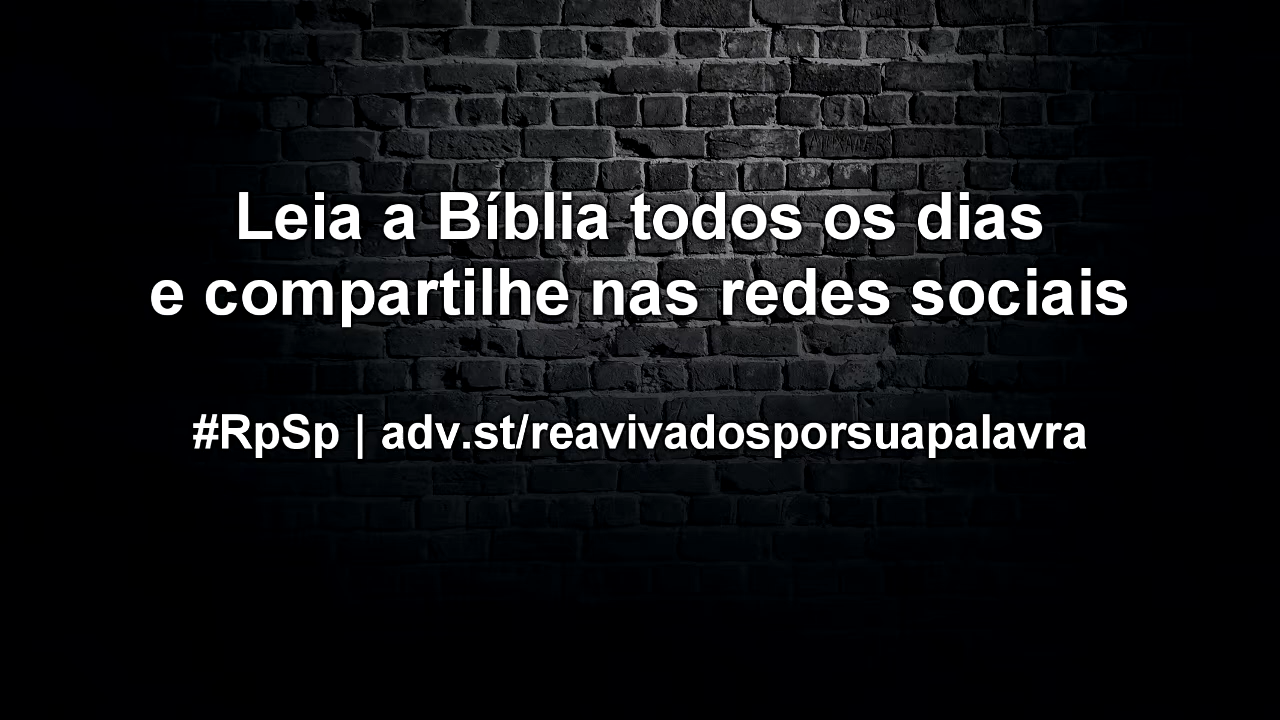 Leia a Bíblia todos os dias
e compartilhe nas redes sociais
#RpSp | adv.st/reavivadosporsuapalavra